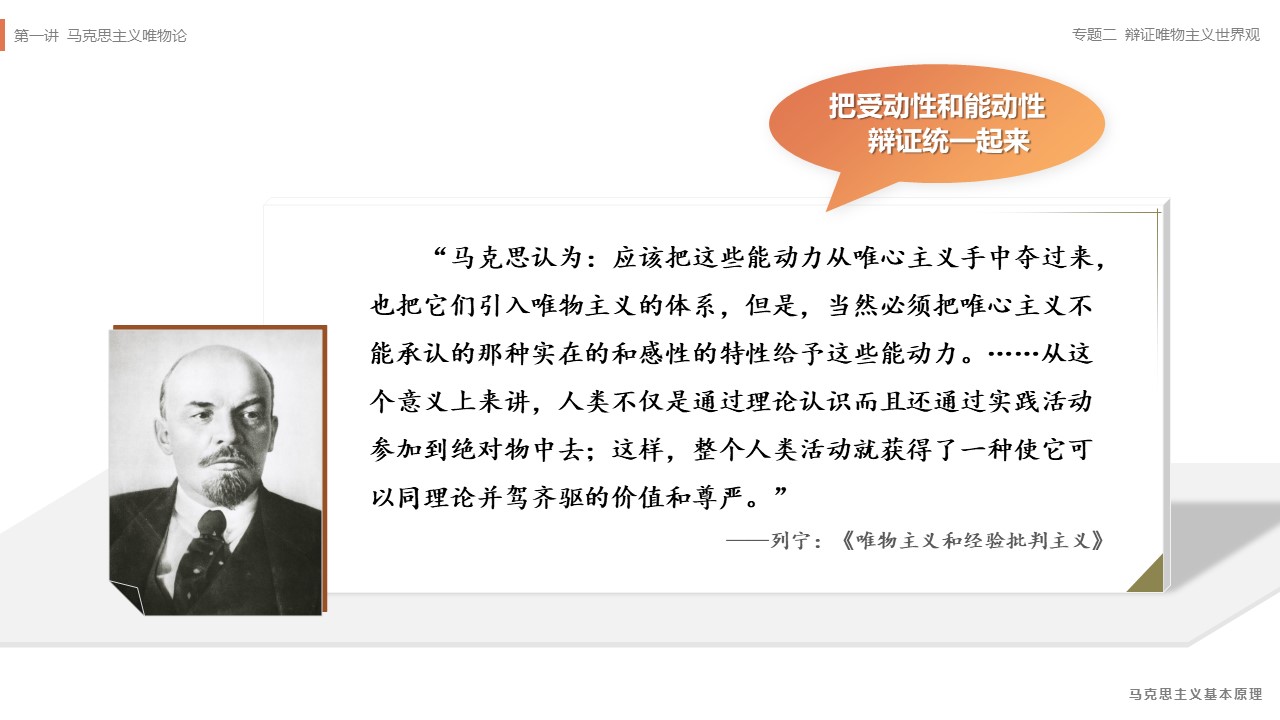 第一讲 马克思主义唯物论
专题二 辩证唯物主义世界观
把受动性和能动性
辩证统一起来
“马克思认为：应该把这些能动力从唯心主义手中夺过来，
也把它们引入唯物主义的体系，但是，当然必须把唯心主义不
能承认的那种实在的和感性的特性给予这些能动力。……从这
个意义上来讲，人类不仅是通过理论认识而且还通过实践活动
参加到绝对物中去；这样，整个人类活动就获得了一种使它可
以同理论并驾齐驱的价值和尊严。”
——列宁：《唯物主义和经验批判主义》
马克思主义基本原理